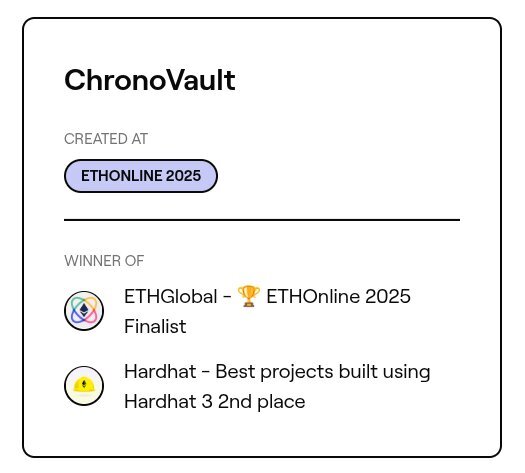 ChronoVault
CREATED AT
ETHONLINE 2025
WINNER OF
ETHGlobal - 🏆 ETHOnline 2025
Finalist
Hardhat - Best projects built using
Hardhat 3 2nd place